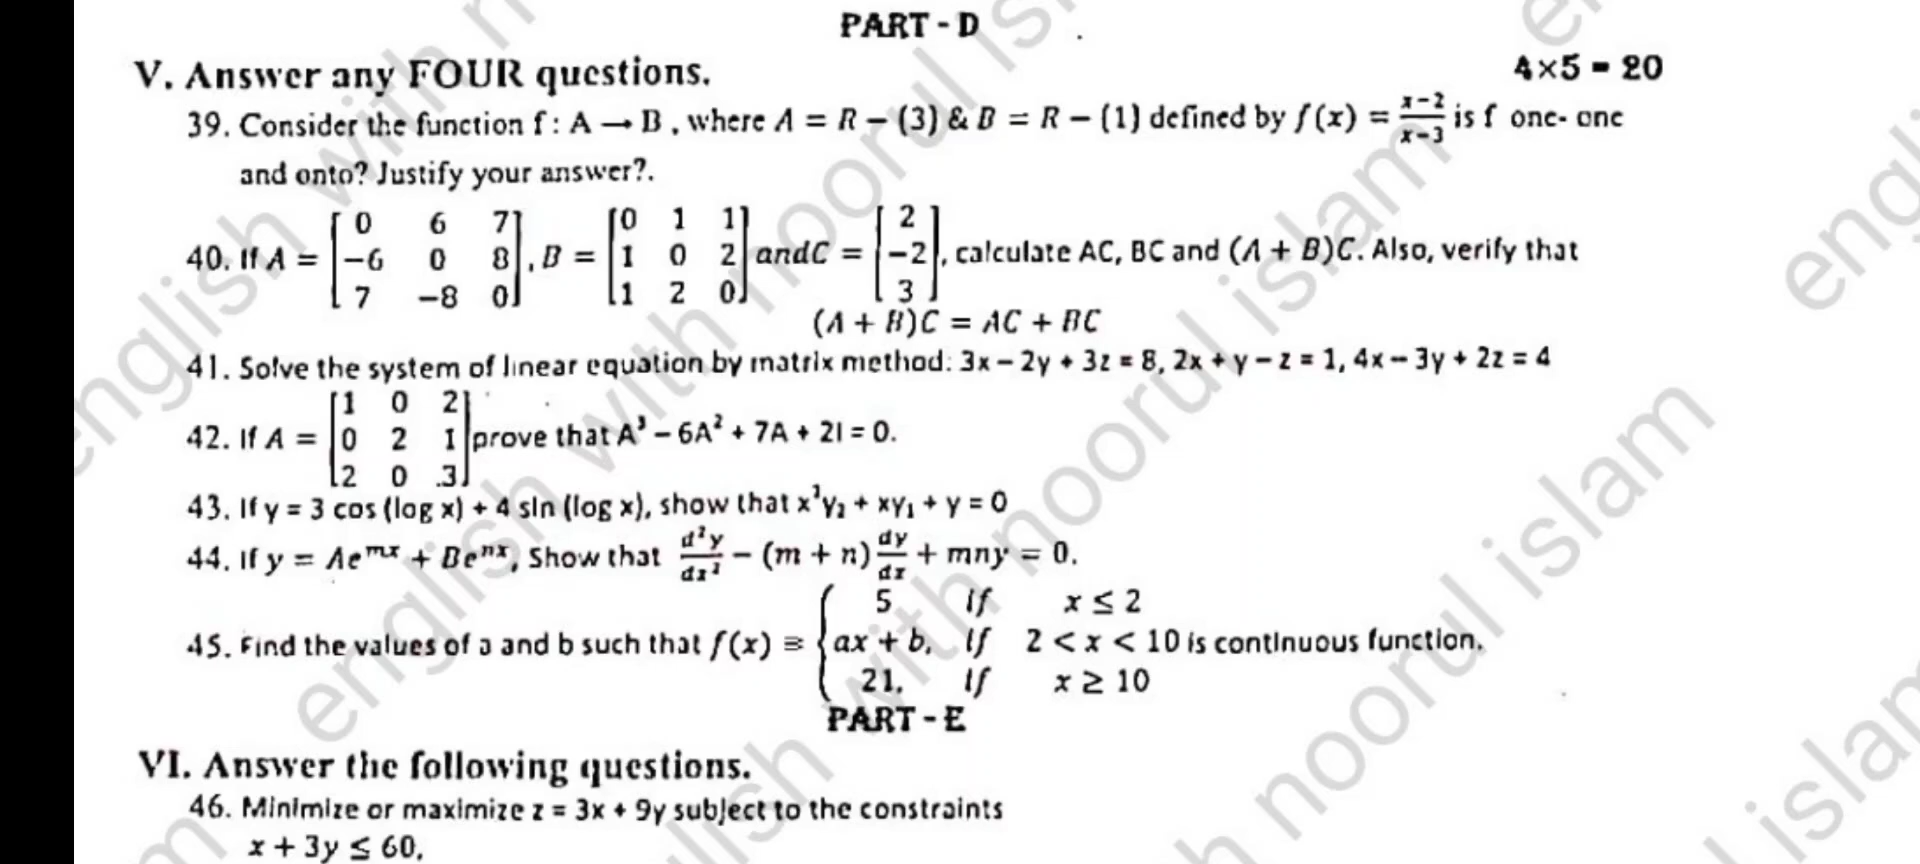 PART - D
V. Answer any FOUR questions. 4×5 = 20
39. Consider the function f : A → B , where A = R − (3) & B = R − (1} defined by f(x) = x−2/x−3 is f one- one
and onto? Justify your answer?.
40. If A = [0 6 7; −6 0 8; 7 −8 0], B = [0 1 1; 1 0 2; 1 2 0] andC = [2; −2; 3], calculate AC, BC and (A + B)C. Also, verify that
(A + B)C = AC + BC
41. Solve the system of linear equation by matrix method: 3x – 2y + 3z = 8, 2x + y – z = 1, 4x – 3y + 2z = 4
42. If A = [1 0 2; 0 2 1; 2 0 3] prove that A³ – 6A² + 7A + 2I = 0.
43. If y = 3 cos (log x) + 4 sin (log x), show that x²y₂ + xy₁ + y = 0
44. If y = Ae^mx + Be^nx, Show that d²y/dx² − (m + n) dy/dx + mny = 0.
45. Find the values of a and b such that f(x) = { 5 if x ≤ 2; ax + b, if 2 < x < 10; 21, if x ≥ 10 is continuous function.
PART - E
VI. Answer the following questions.
46. Minimize or maximize z = 3x + 9y subject to the constraints
x + 3y ≤ 60,
english with noorul islam